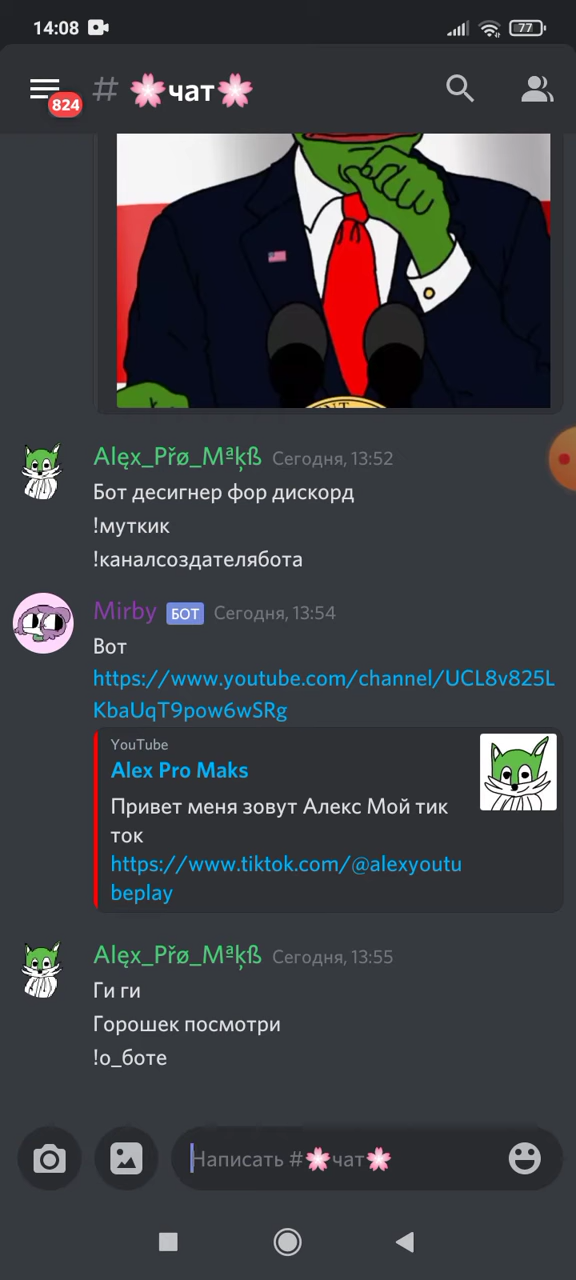 14:08
77
824
# 🌸чат🌸
NT
Alęx_Přø_Mªķß Сегодня, 13:52
Бот десигнер фор дискорд
!муткик
!каналсоздателябота
Mirby БОТ Сегодня, 13:54
Вот
https://www.youtube.com/channel/UCL8v825L
KbaUqT9pow6wSRg
YouTube
Alex Pro Maks
Привет меня зовут Алекс Мой тик
ток
https://www.tiktok.com/@alexyoutu
beplay
Alęx_Přø_Mªķß Сегодня, 13:55
Ги ги
Горошек посмотри
!о_боте
Написать #🌸чат🌸